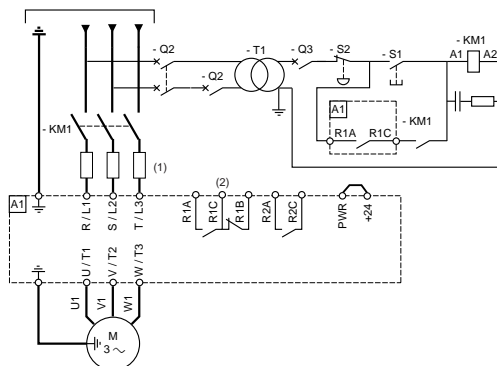 - Q2
- T1
- Q3
- S2
- S1
- KM1
A1
A2
- Q2
A1
- KM1
R1A
R1C
- KM1
(1)
A1
R / L1
S / L2
T / L3
(2)
R1A
R1C
R1B
R2A
R2C
PWR
+24
U / T1
V / T2
W / T3
U1
V1
W1
M
3 ~